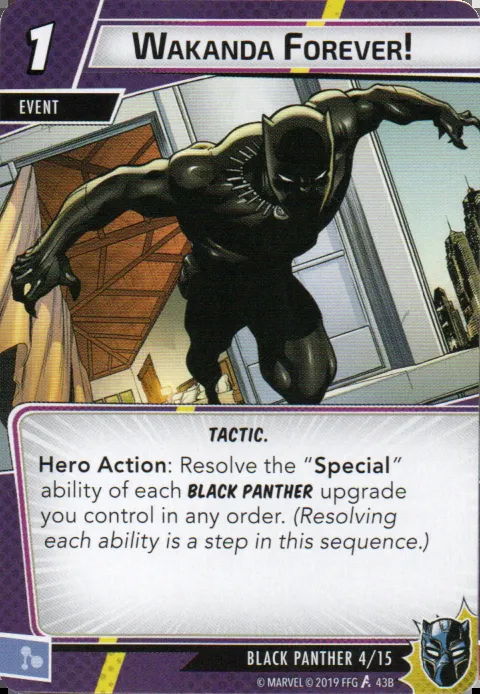 1
WAKANDA FOREVER!
EVENT
TACTIC.
Hero Action: Resolve the "Special"
ability of each BLACK PANTHER upgrade
you control in any order. (Resolving
each ability is a step in this sequence.)
BLACK PANTHER 4/15
© MARVEL © 2019 FFG 43B